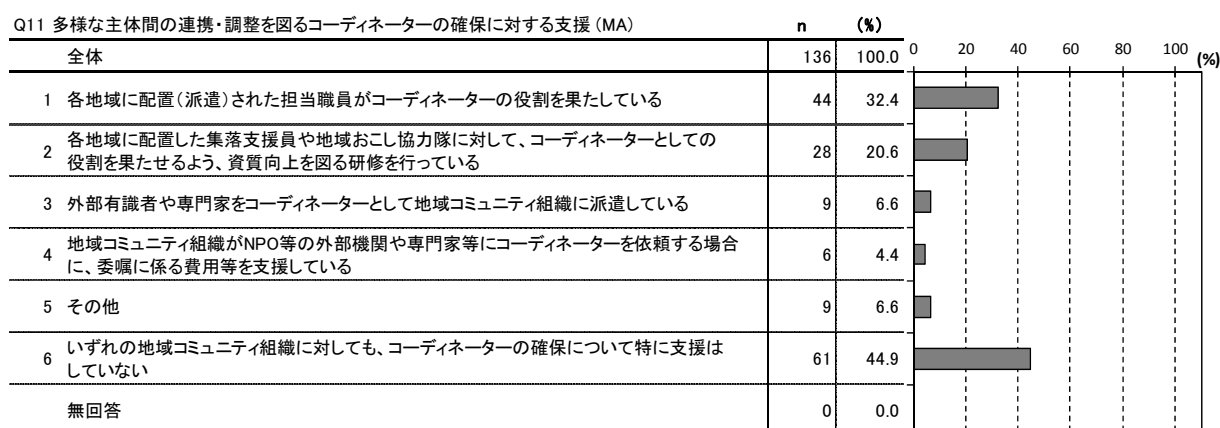 Q11 多様な主体間の連携・調整を図るコーディネーターの確保に対する支援(MA) n (%)
全体 136 100.0 0 20 40 60 80 100 (%)
1 各地域に配置(派遣)された担当職員がコーディネーターの役割を果たしている 44 32.4
各地域に配置した集落支援員や地域おこし協力隊に対して、コーディネーターとしての
2 28 20.6
役割を果たせるよう、資質向上を図る研修を行っている
3 外部有識者や専門家をコーディネーターとして地域コミュニティ組織に派遣している 9 6.6
地域コミュニティ組織がNPO等の外部機関や専門家等にコーディネーターを依頼する場合
4 6 4.4
に、委嘱に係る費用等を支援している
5 その他 9 6.6
いずれの地域コミュニティ組織に対しても、コーディネーターの確保について特に支援は
6 61 44.9
していない
無回答 0 0.0